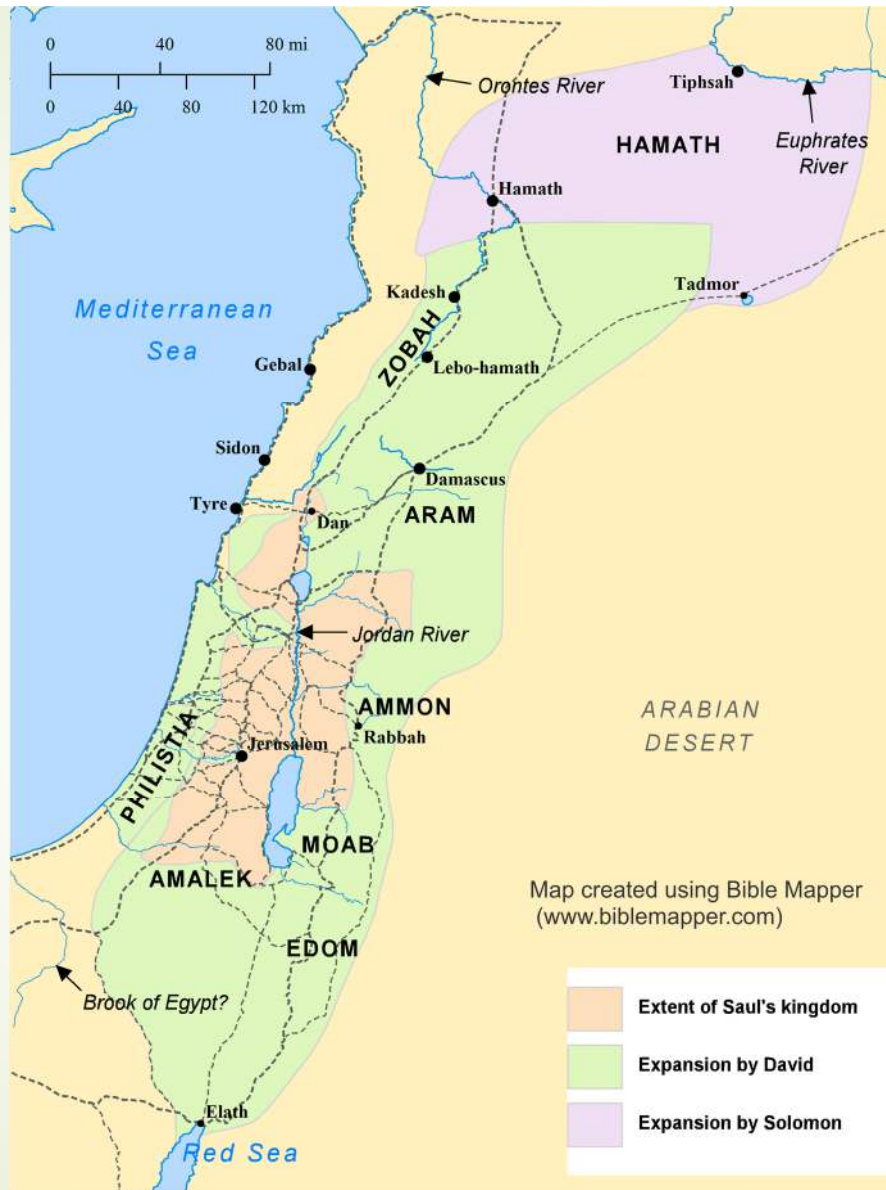 0 40 80 mi
0 40 80 120 km
Orontes River
Tiphsah
Euphrates
River
HAMATH
Hamath
Kadesh
Tadmor
Mediterranean
Sea
ZOBAH
Gebal
Lebo-hamath
Sidon
Damascus
Tyre
Dan
ARAM
Jordan River
AMMON
Rabbah
ARABIAN
DESERT
PHILISTIA
Jerusalem
MOAB
AMALEK
Map created using Bible Mapper
(www.biblemapper.com)
EDOM
Brook of Egypt?
Extent of Saul's kingdom
Expansion by David
Expansion by Solomon
Elath
Red Sea